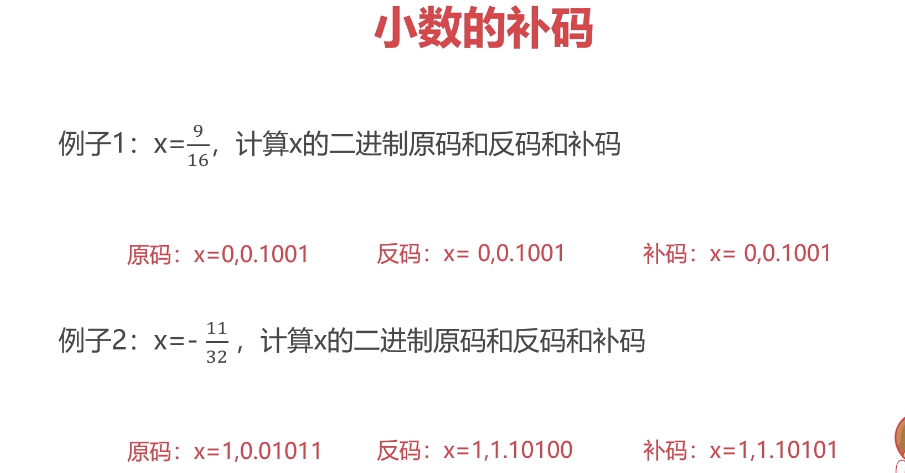 小数的补码
例子1：x=9/16，计算x的二进制原码和反码和补码
原码：x=0,0.1001 反码：x= 0,0.1001 补码：x= 0,0.1001
例子2：x=- 11/32 ，计算x的二进制原码和反码和补码
原码：x=1,0.01011 反码：x=1,1.10100 补码：x=1,1.10101